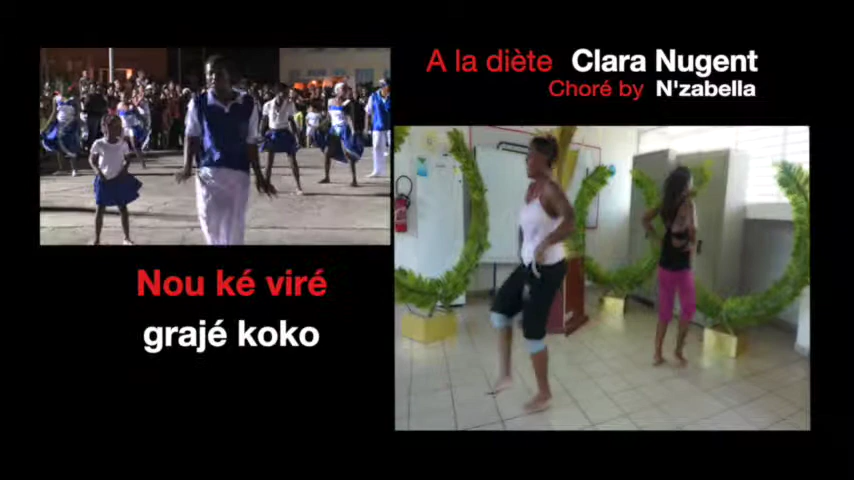 A la diète Clara Nugent
Choré by N'zabella
Nou ké viré
grajé koko